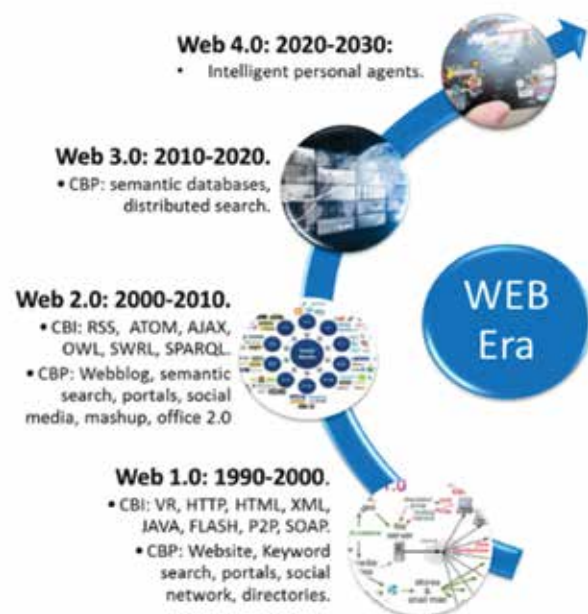 Web 4.0: 2020-2030:
• Intelligent personal agents.
Web 3.0: 2010-2020.
• CBP: semantic databases,
distributed search.
WEB
Era
Web 2.0: 2000-2010.
• CBI: RSS, ATOM, AJAX,
OWL, SWRL, SPARQL.
• CBP: Webblog, semantic
search, portals, social
media, mashup, office 2.0
Web 1.0: 1990-2000.
• CBI: VR, HTTP, HTML, XML,
JAVA, FLASH, P2P, SOAP.
• CBP: Website, Keyword
search, portals, social
network, directories.
1.0
server